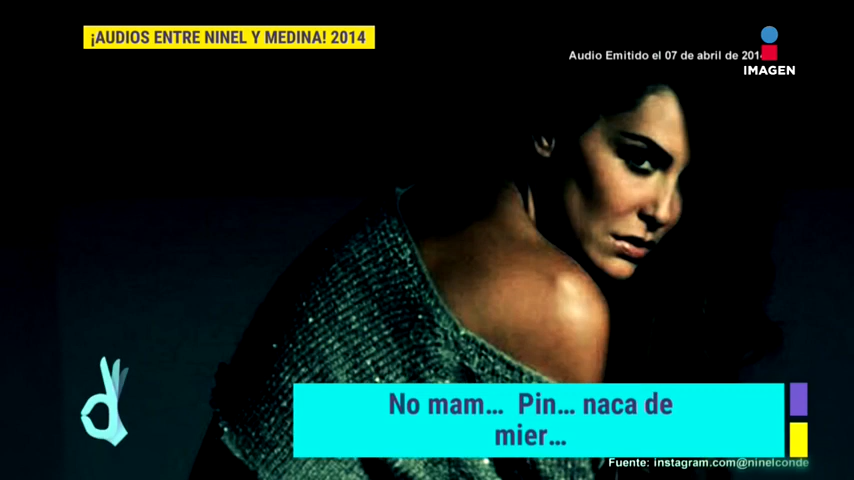 ¡AUDIOS ENTRE NINEL Y MEDINA! 2014
Audio Emitido el 07 de abril de 2014
IMAGEN
No mam... Pin... naca de
mier...
Fuente: instagram.com@ninelconde